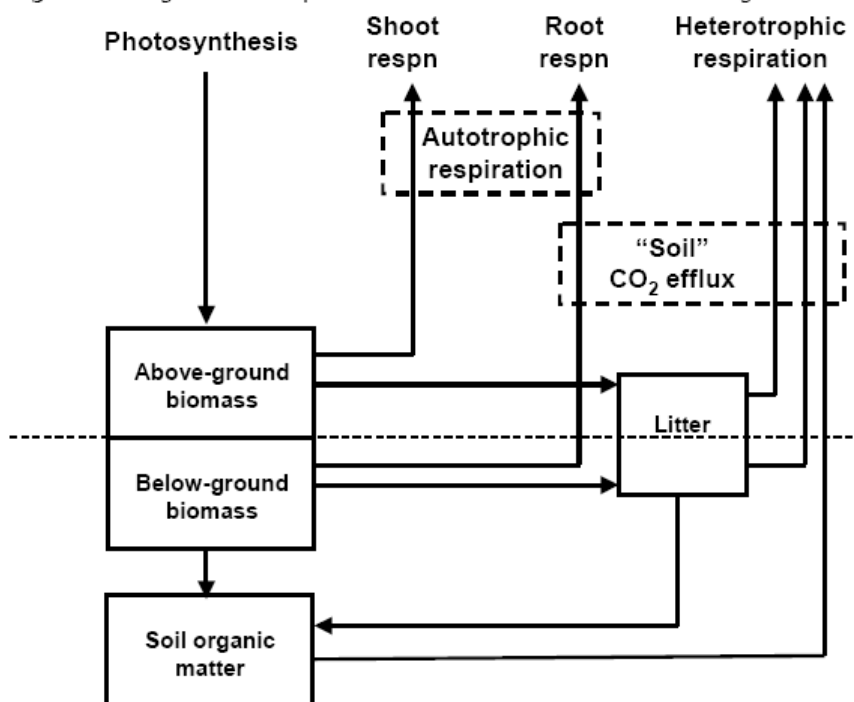 Photosynthesis
Shoot
respn
Root
respn
Heterotrophic
respiration
Autotrophic
respiration
“Soil”
CO2 efflux
Above-ground
biomass
Litter
Below-ground
biomass
Soil organic
matter